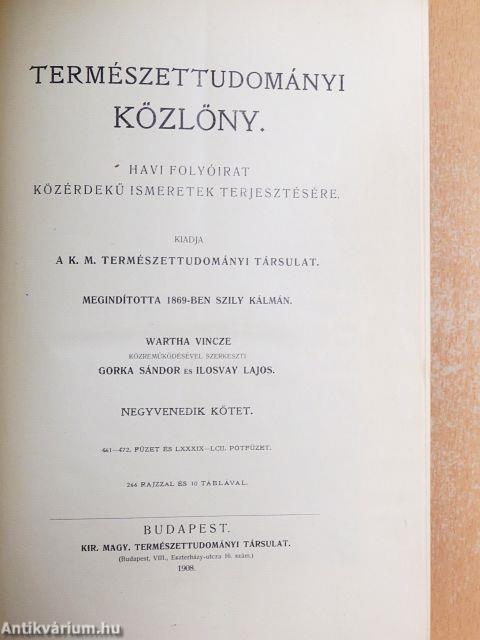 TERMÉSZETTUDOMÁNYI
KÖZLÖNY.
HAVI FOLYÓIRAT
KÖZÉRDEKŰ ISMERETEK TERJESZTÉSÉRE.
KIADJA
A K. M. TERMÉSZETTUDOMÁNYI TÁRSULAT.
MEGINDÍTOTTA 1869-BEN SZILY KÁLMÁN.
WARTHA VINCZE
KÖZREMŰKÖDÉSÉVEL SZERKESZTI
GORKA SÁNDOR ÉS ILOSVAY LAJOS.
NEGYVENEDIK KÖTET.
461—472. FÜZET ÉS LXXXIX—LCII. PÓTFÜZET.
266 RAJZZAL ÉS 10 TÁBLÁVAL.
BUDAPEST.
KIR. MAGY. TERMÉSZETTUDOMÁNYI TÁRSULAT.
(Budapest, VIII., Eszterházy-utcza 16. szám.)
1908.
Antikvárium.hu